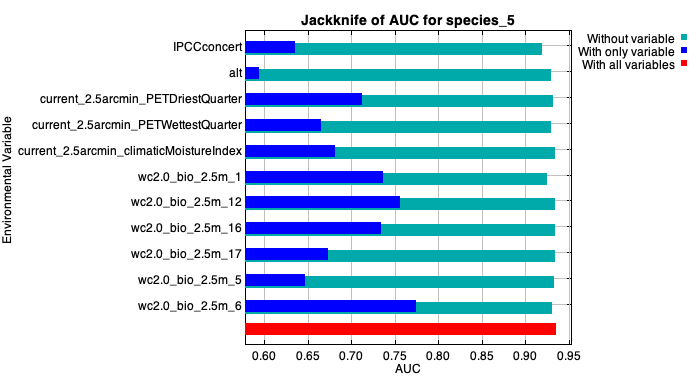 Jackknife of AUC for species_5
Without variable
With only variable
With all variables
Environmental Variable
IPCCconcert
alt
current_2.5arcmin_PETDriestQuarter
current_2.5arcmin_PETWettestQuarter
current_2.5arcmin_climaticMoistureIndex
wc2.0_bio_2.5m_1
wc2.0_bio_2.5m_12
wc2.0_bio_2.5m_16
wc2.0_bio_2.5m_17
wc2.0_bio_2.5m_5
wc2.0_bio_2.5m_6
0.60 0.65 0.70 0.75 0.80 0.85 0.90 0.95
AUC